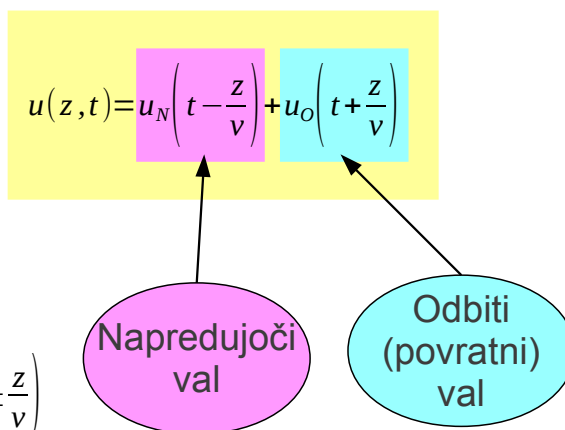 u(z,t)=u_N(t−z/v)+u_O(t+z/v)
Napredujoči
val
Odbiti
(povratni)
val
z/v)